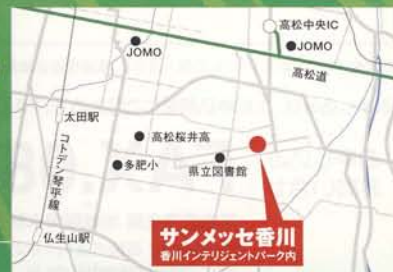 高松中央IC
JOMO
JOMO
高松道
太田駅
高松桜井高
コトデン琴平線
多肥小
県立図書館
サンメッセ香川
香川インテリジェントパーク内
仏生山駅